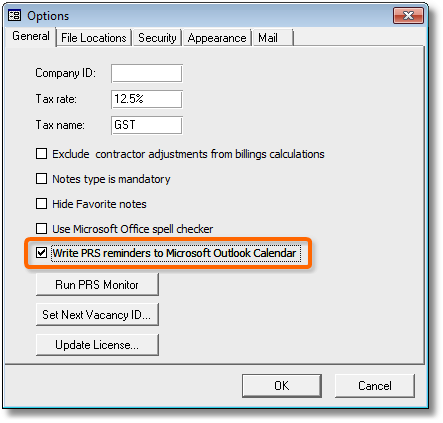 Options
General File Locations Security Appearance Mail
Company ID:
Tax rate: 12.5%
Tax name: GST
Exclude contractor adjustments from billings calculations
Notes type is mandatory
Hide Favorite notes
Use Microsoft Office spell checker
Write PRS reminders to Microsoft Outlook Calendar
Run PRS Monitor
Set Next Vacancy ID...
Update License...
OK Cancel